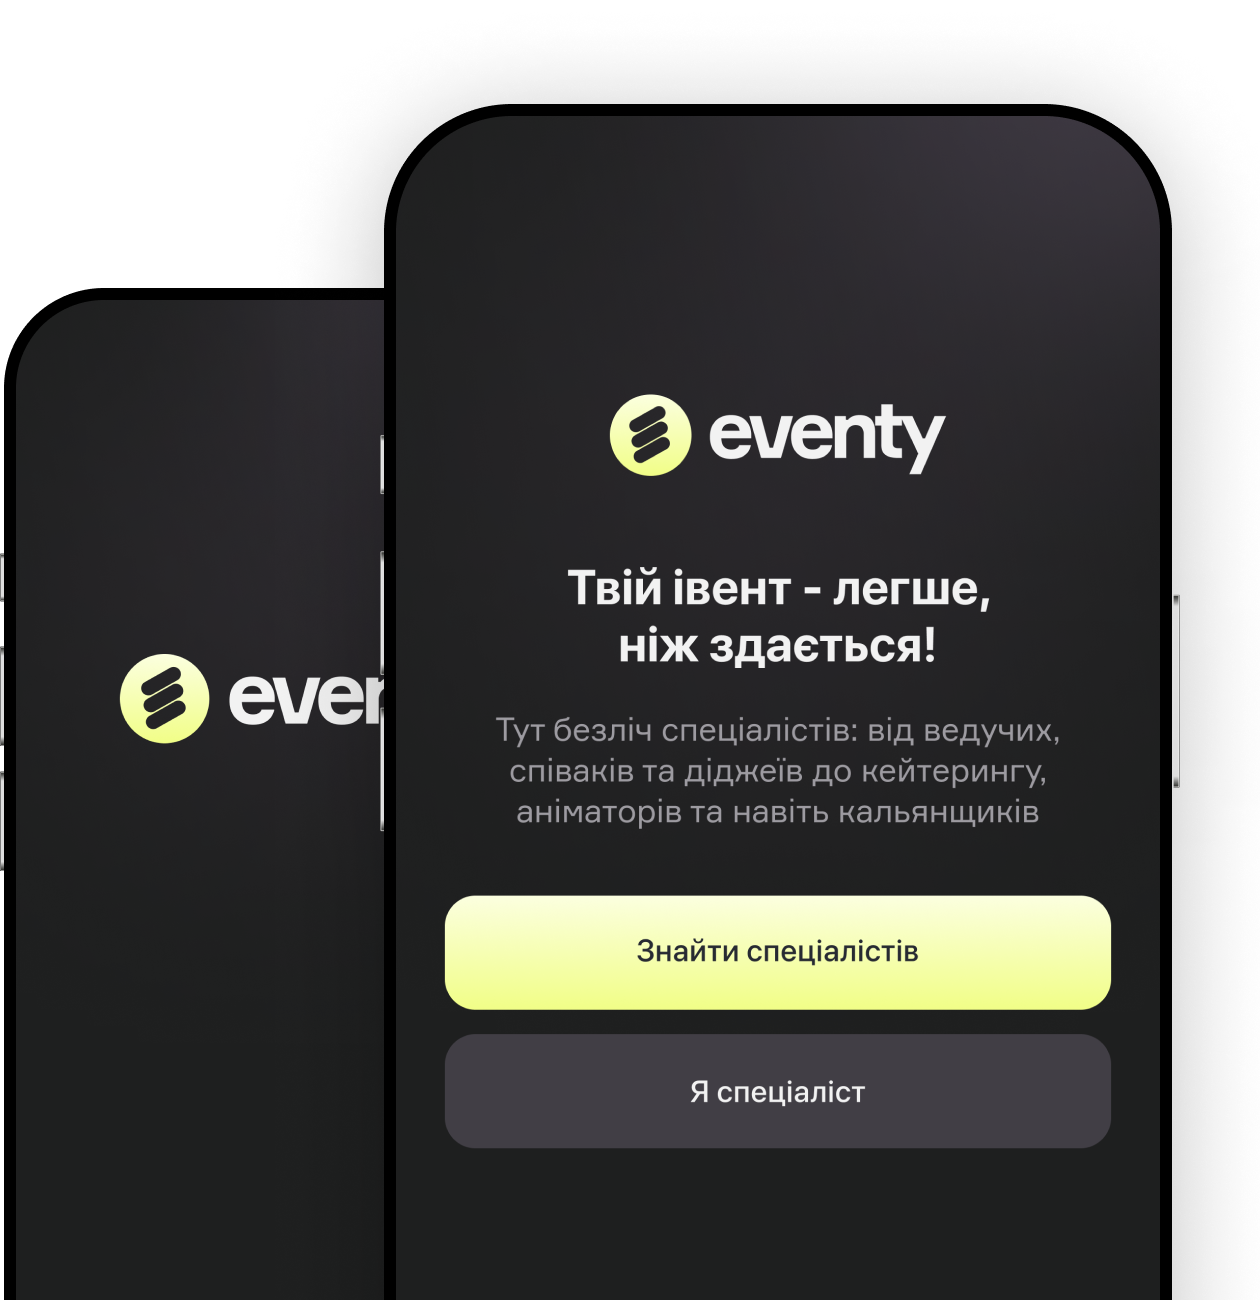 eventy
Твій івент - легше,
ніж здається!
Тут безліч спеціалістів: від ведучих,
співаків та діджеїв до кейтерингу,
аніматорів та навіть кальянщиків
Знайти спеціалістів
Я спеціаліст